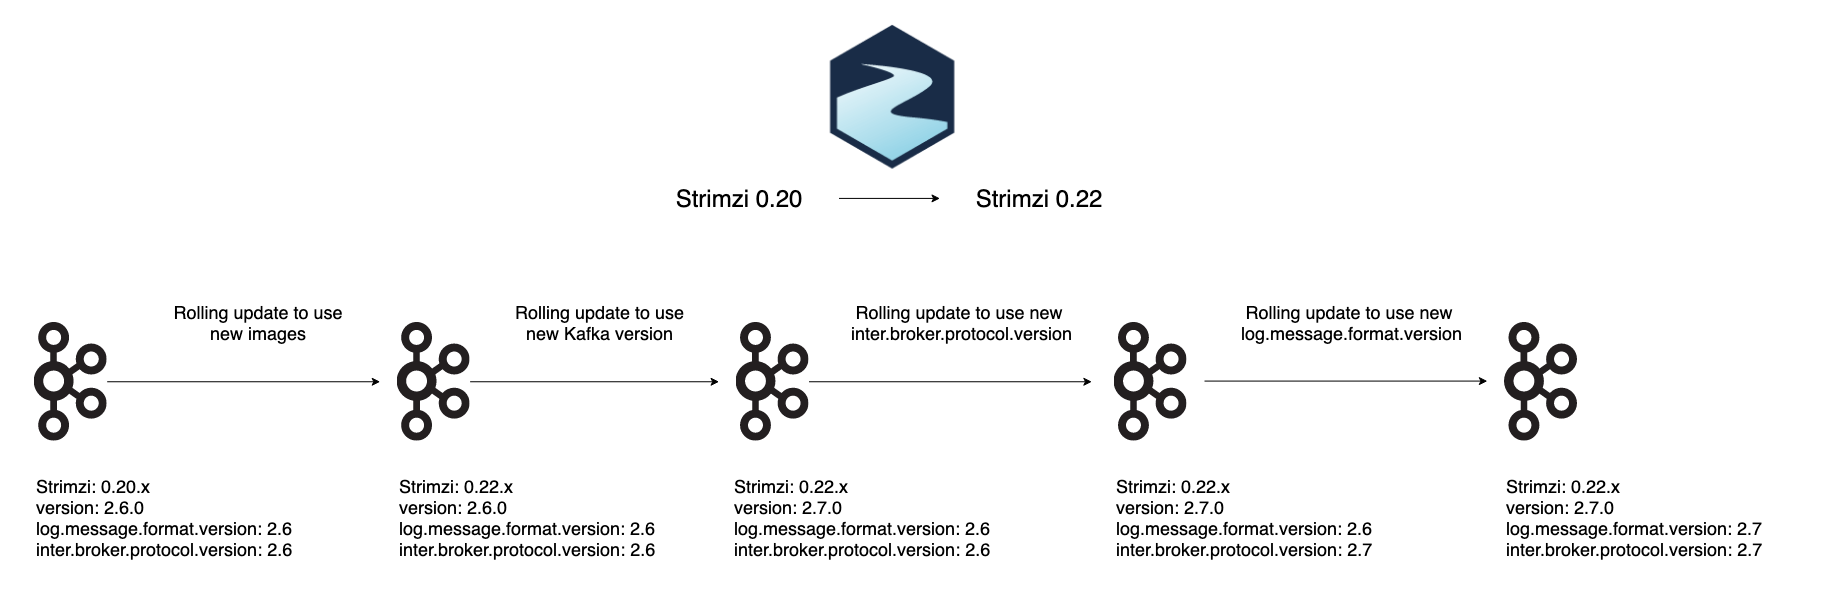 Strimzi 0.20
Strimzi 0.22
Rolling update to use
new images
Rolling update to use
new Kafka version
Rolling update to use new
inter.broker.protocol.version
Rolling update to use new
log.message.format.version
Strimzi: 0.20.x
version: 2.6.0
log.message.format.version: 2.6
inter.broker.protocol.version: 2.6
Strimzi: 0.22.x
version: 2.6.0
log.message.format.version: 2.6
inter.broker.protocol.version: 2.6
Strimzi: 0.22.x
version: 2.7.0
log.message.format.version: 2.6
inter.broker.protocol.version: 2.6
Strimzi: 0.22.x
version: 2.7.0
log.message.format.version: 2.6
inter.broker.protocol.version: 2.7
Strimzi: 0.22.x
version: 2.7.0
log.message.format.version: 2.7
inter.broker.protocol.version: 2.7